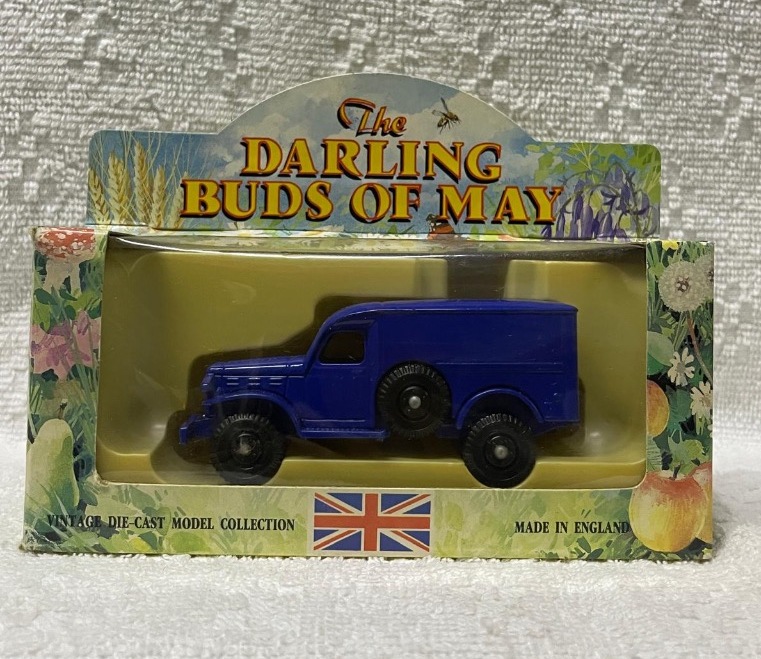 The
DARLING
BUDS OF MAY
VINTAGE DIE-CAST MODEL COLLECTION
MADE IN ENGLAND